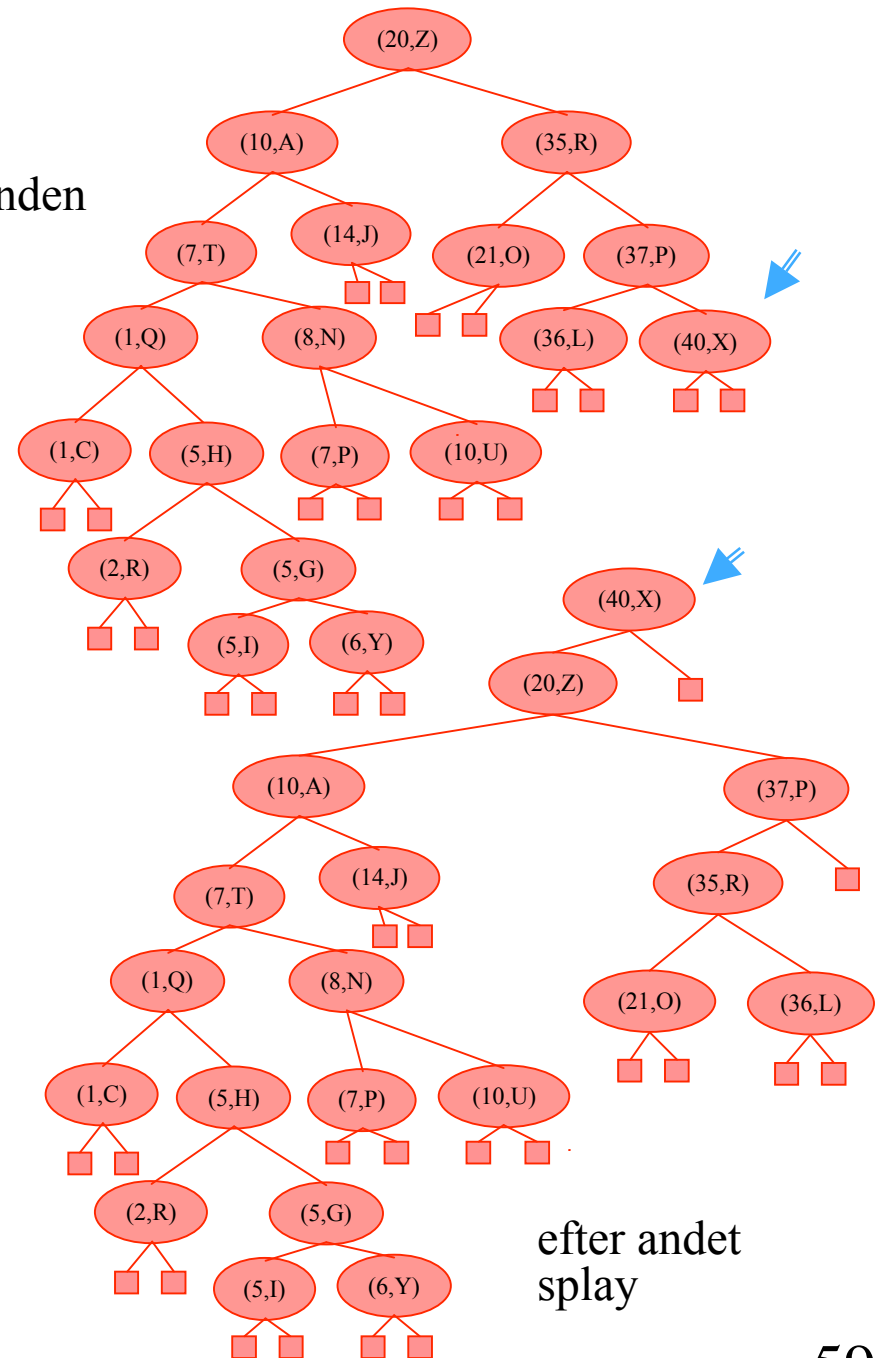 (20,Z)
(10,A) (35,R)
(7,T) (14,J) (21,O) (37,P)
(1,Q) (8,N) (36,L) (40,X)
(1,C) (5,H) (7,P) (10,U)
(2,R) (5,G)
(5,I) (6,Y)
(40,X)
(20,Z)
(10,A) (37,P)
(7,T) (14,J) (35,R)
(1,Q) (8,N) (21,O) (36,L)
(1,C) (5,H) (7,P) (10,U)
(2,R) (5,G)
(5,I) (6,Y)
efter andet
splay